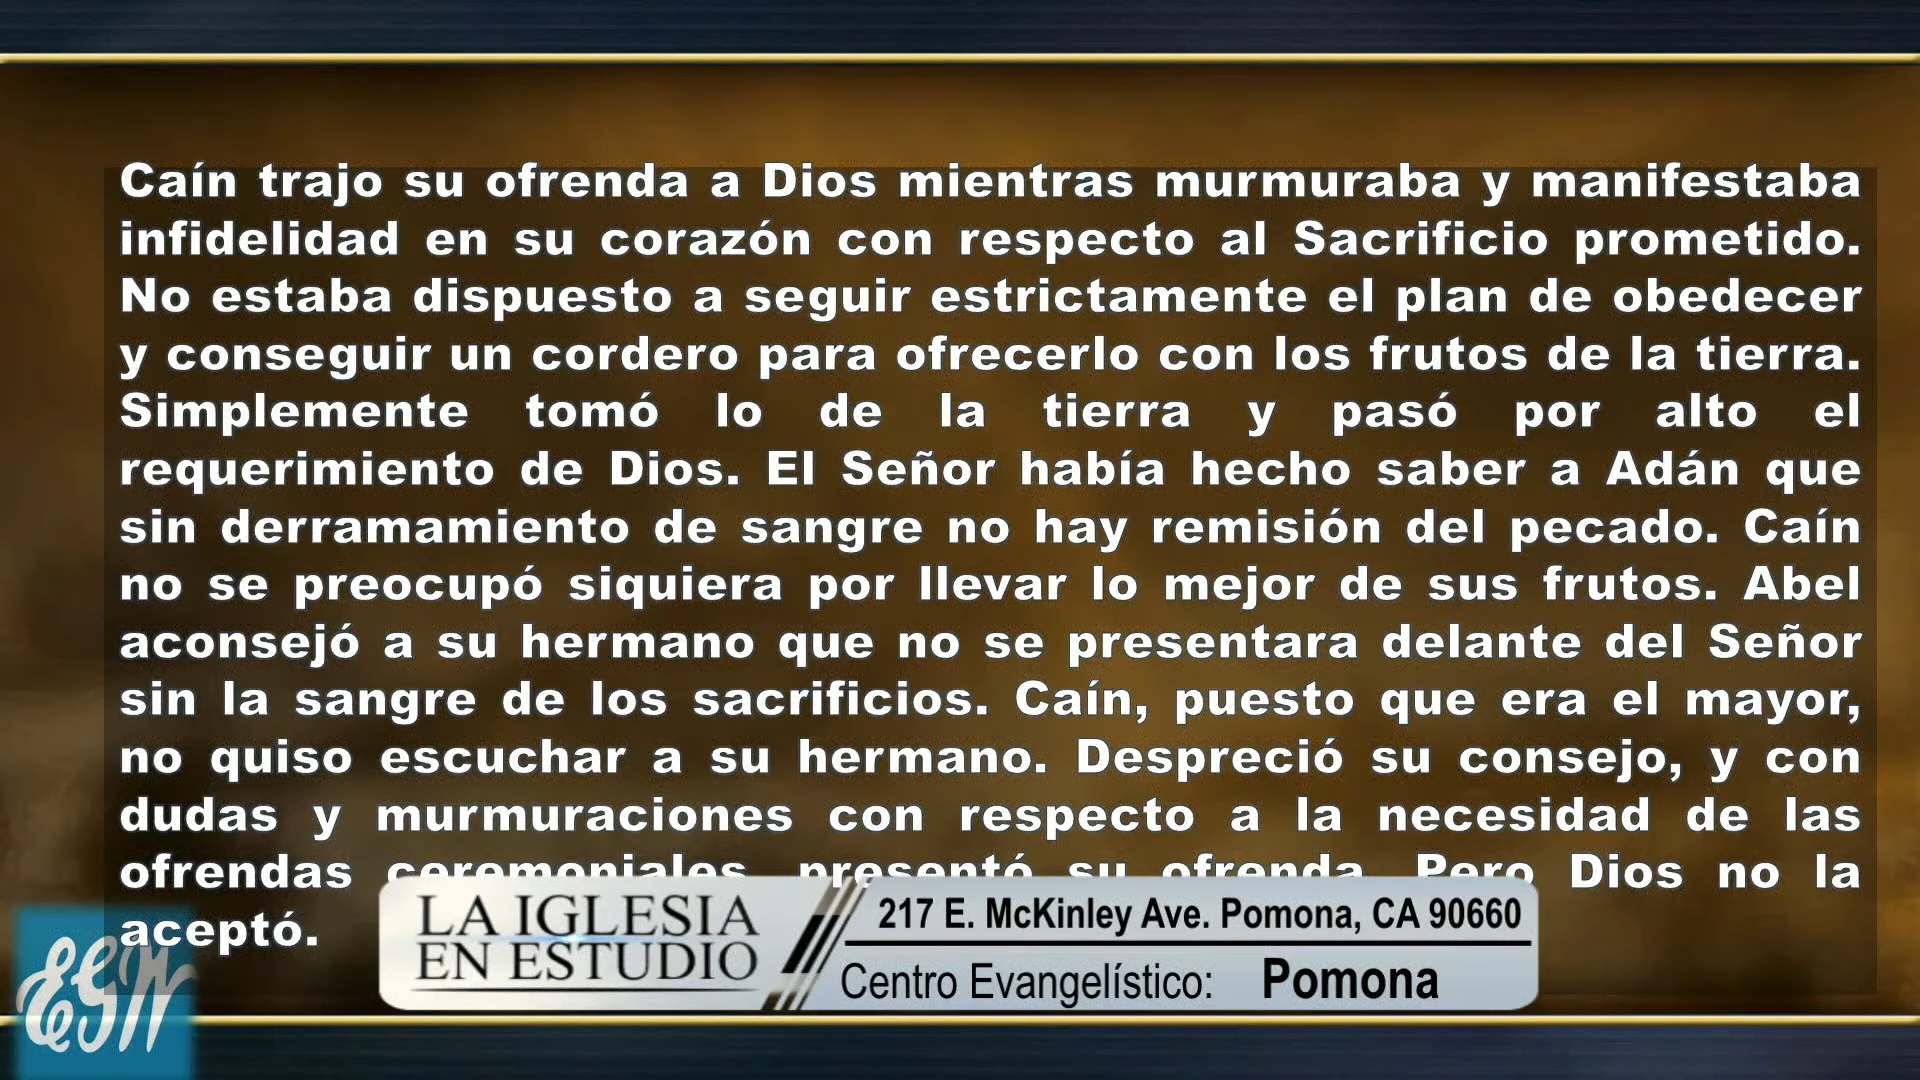 Caín trajo su ofrenda a Dios mientras murmuraba y manifestaba
infidelidad en su corazón con respecto al Sacrificio prometido.
No estaba dispuesto a seguir estrictamente el plan de obedecer
y conseguir un cordero para ofrecerlo con los frutos de la tierra.
Simplemente tomó lo de la tierra y pasó por alto el
requerimiento de Dios. El Señor había hecho saber a Adán que
sin derramamiento de sangre no hay remisión del pecado. Caín
no se preocupó siquiera por llevar lo mejor de sus frutos. Abel
aconsejó a su hermano que no se presentara delante del Señor
sin la sangre de los sacrificios. Caín, puesto que era el mayor,
no quiso escuchar a su hermano. Despreció su consejo, y con
dudas y murmuraciones con respecto a la necesidad de las
ofrendas ceremoniales, presentó su ofrenda. Pero Dios no la
aceptó.
LA IGLESIA
EN ESTUDIO
217 E. McKinley Ave. Pomona, CA 90660
Centro Evangelístico: Pomona
EGW